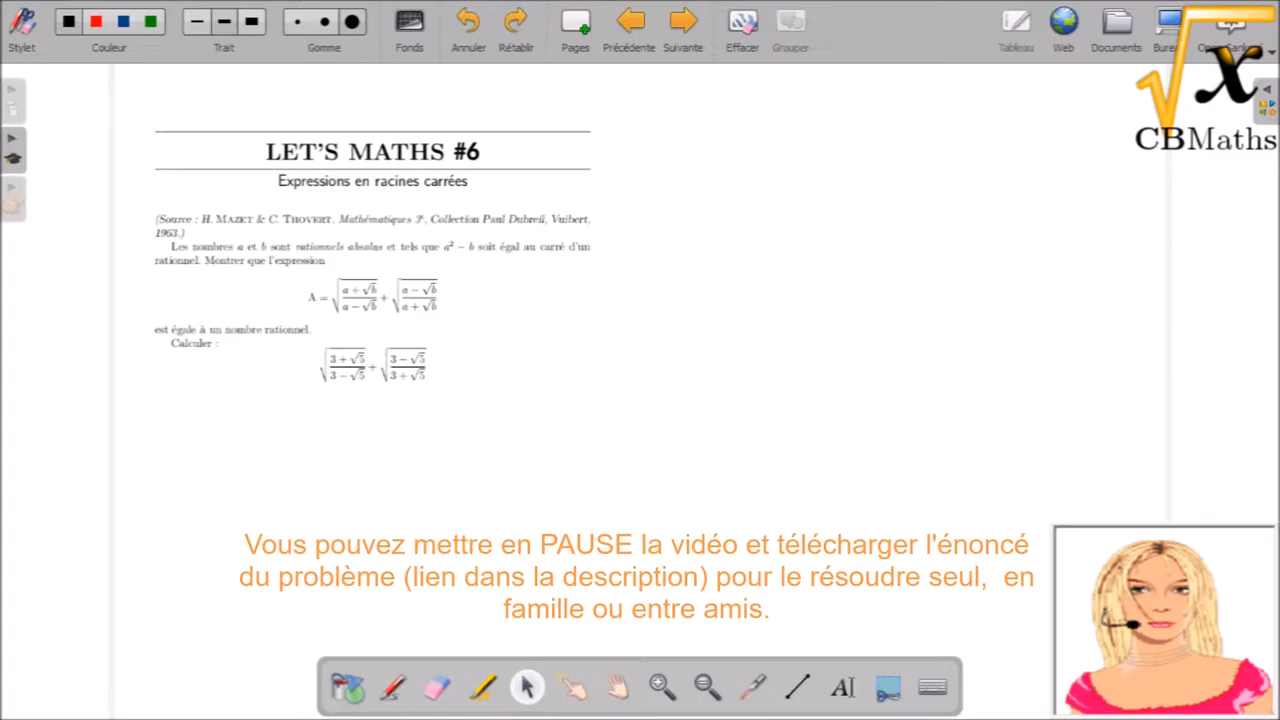 Stylet Couleur Trait Gomme Fonds Annuler Rétablir Pages Précédente Suivante Effacer Grouper Tableau Web Documents
CBMaths
LET'S MATHS #6
Expressions en racines carrées
(Source : H. MAZET & C. THOVERT, Mathématiques 3e, Collection Paul Dubreil, Vuibert,
1963.)
Les nombres a et b sont rationnels absolus et tels que a² − b soit égal au carré d'un
rationnel. Montrer que l'expression
A = √((a + √b)/(a − √b)) + √((a − √b)/(a + √b))
est égale à un nombre rationnel.
Calculer :
√((3 + √5)/(3 − √5)) + √((3 − √5)/(3 + √5))
Vous pouvez mettre en PAUSE la vidéo et télécharger l'énoncé
du problème (lien dans la description) pour le résoudre seul, en
famille ou entre amis.